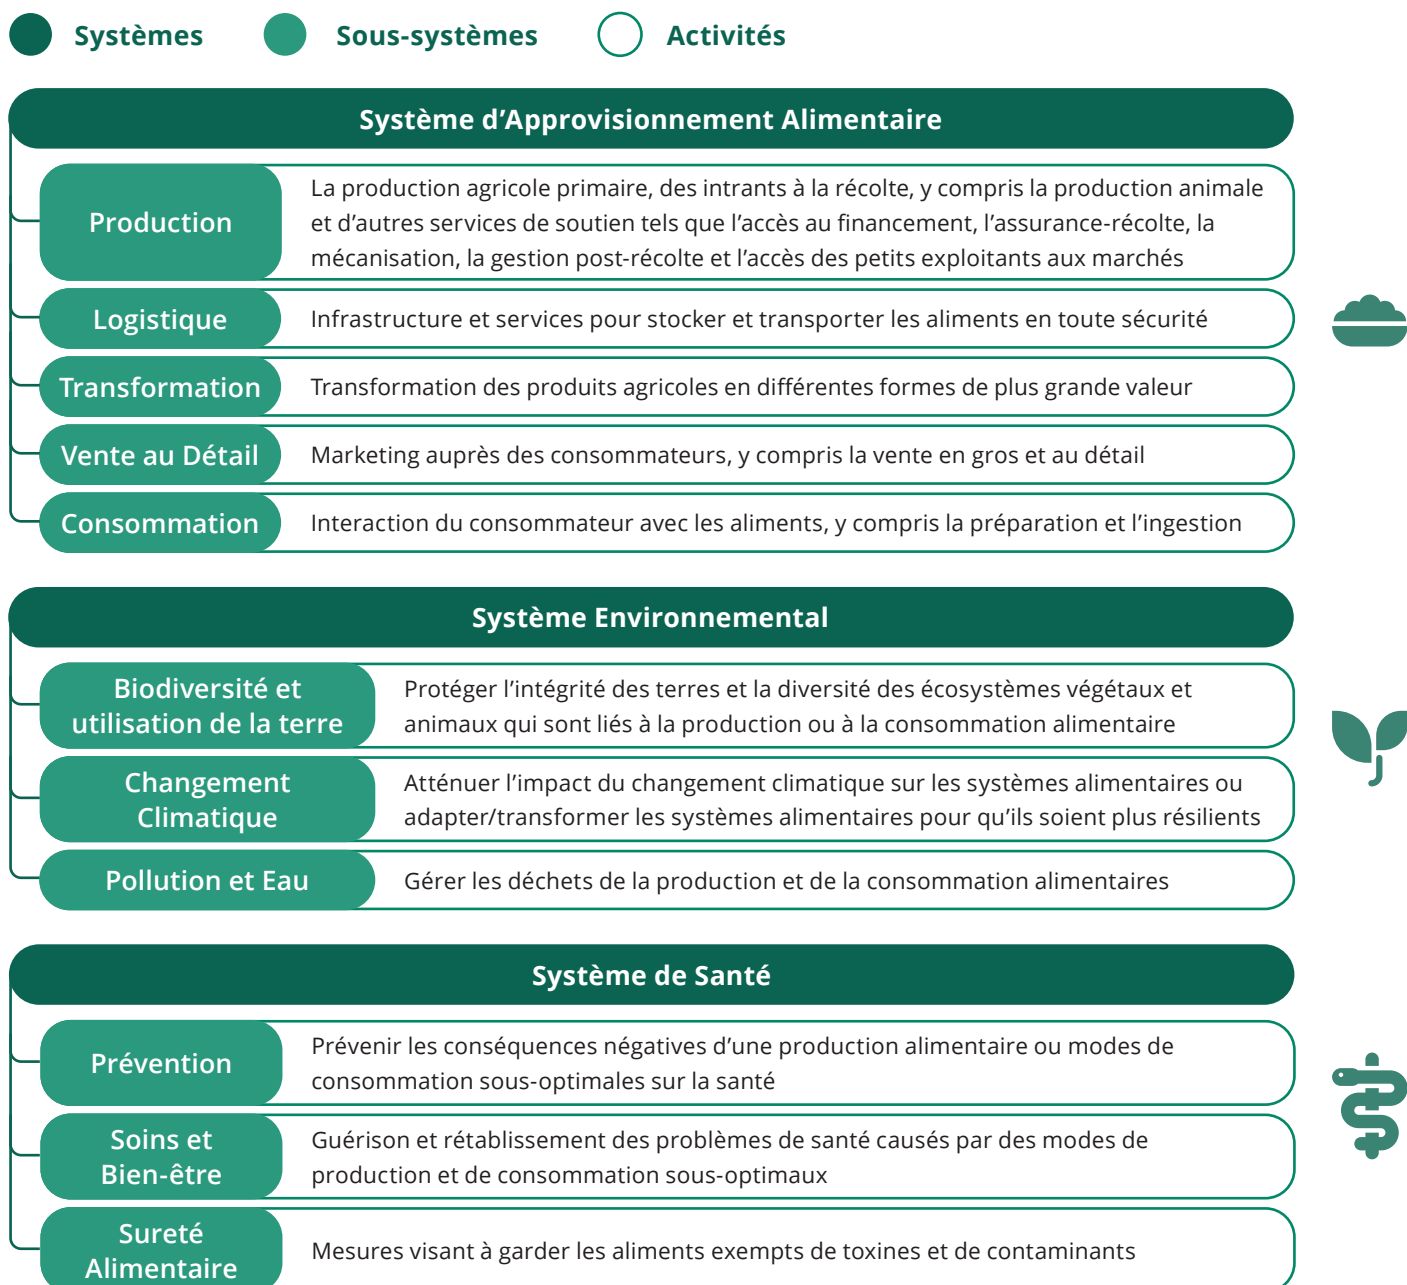 Systèmes
Sous-systèmes
Activités
Système d’Approvisionnement Alimentaire
Production
La production agricole primaire, des intrants à la récolte, y compris la production animale
et d’autres services de soutien tels que l’accès au financement, l’assurance-récolte, la
mécanisation, la gestion post-récolte et l’accès des petits exploitants aux marchés
Logistique
Infrastructure et services pour stocker et transporter les aliments en toute sécurité
Transformation
Transformation des produits agricoles en différentes formes de plus grande valeur
Vente au Détail
Marketing auprès des consommateurs, y compris la vente en gros et au détail
Consommation
Interaction du consommateur avec les aliments, y compris la préparation et l’ingestion
Système Environnemental
Biodiversité et
utilisation de la terre
Protéger l’intégrité des terres et la diversité des écosystèmes végétaux et
animaux qui sont liés à la production ou à la consommation alimentaire
Changement
Climatique
Atténuer l’impact du changement climatique sur les systèmes alimentaires ou
adapter/transformer les systèmes alimentaires pour qu’ils soient plus résilients
Pollution et Eau
Gérer les déchets de la production et de la consommation alimentaires
Système de Santé
Prévention
Prévenir les conséquences négatives d’une production alimentaire ou modes de
consommation sous-optimales sur la santé
Soins et
Bien-être
Guérison et rétablissement des problèmes de santé causés par des modes de
production et de consommation sous-optimaux
Sureté
Alimentaire
Mesures visant à garder les aliments exempts de toxines et de contaminants